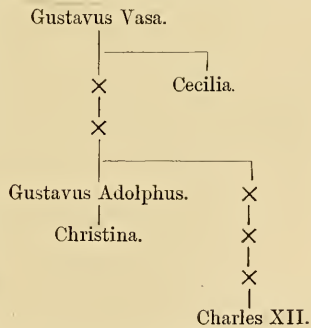 Gustavus Vasa.
Cecilia.
×
×
Gustavus Adolphus.
×
Christina.
×
×
Charles XII.